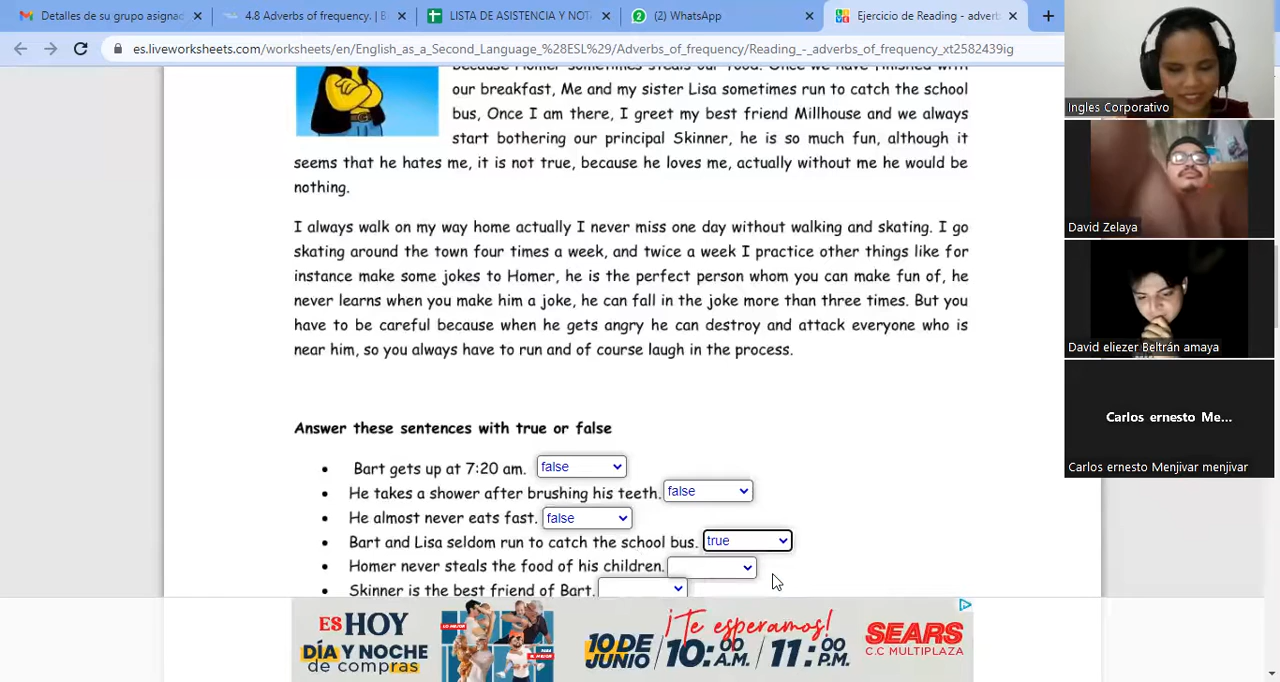 Detalles de su grupo asignad
4.8 Adverbs of frequency. | B
LISTA DE ASISTENCIA Y NOT
(2) WhatsApp
Ejercicio de Reading - adverb
es.liveworksheets.com/worksheets/en/English_as_a_Second_Language_%28ESL%29/Adverbs_of_frequency/Reading_-_adverbs_of_frequency_xt2582439ig
because Homer sometimes steals our food. Once we have finished with
our breakfast, Me and my sister Lisa sometimes run to catch the school
bus, Once I am there, I greet my best friend Millhouse and we always
start bothering our principal Skinner, he is so much fun, although it
seems that he hates me, it is not true, because he loves me, actually without me he would be
nothing.
I always walk on my way home actually I never miss one day without walking and skating. I go
skating around the town four times a week, and twice a week I practice other things like for
instance make some jokes to Homer, he is the perfect person whom you can make fun of, he
never learns when you make him a joke, he can fall in the joke more than three times. But you
have to be careful because when he gets angry he can destroy and attack everyone who is
near him, so you always have to run and of course laugh in the process.
Answer these sentences with true or false
• Bart gets up at 7:20 am. false
• He takes a shower after brushing his teeth. false
• He almost never eats fast. false
• Bart and Lisa seldom run to catch the school bus. true
• Homer never steals the food of his children.
• Skinner is the best friend of Bart.
ES HOY
DÍA Y NOCHE
de compras
¡Te esperamos!
10 DE JUNIO / 10:00 A.M. / 11:00 P.M.
SEARS
C.C MULTIPLAZA
Ingles Corporativo
David Zelaya
David eliezer Beltrán amaya
Carlos ernesto Me...
Carlos ernesto Menjivar menjivar